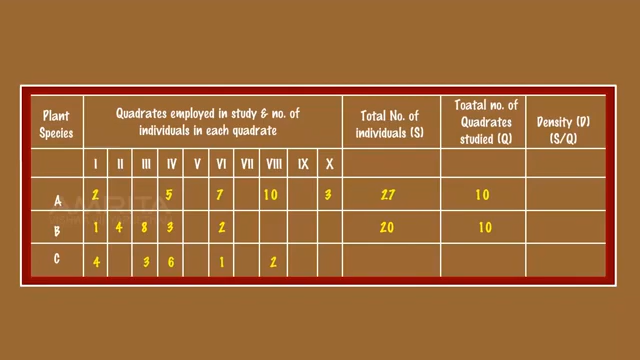 Plant Species
Quadrates employed in study & no. of individuals in each quadrate
Total No. of individuals (S)
Toatal no. of Quadrates studied (Q)
Density (D) (S/Q)
I II III IV V VI VII VIII IX X
A 2 5 7 10 3 27 10
AMRITA
B 1 4 8 3 2 20 10
C 4 3 6 1 2